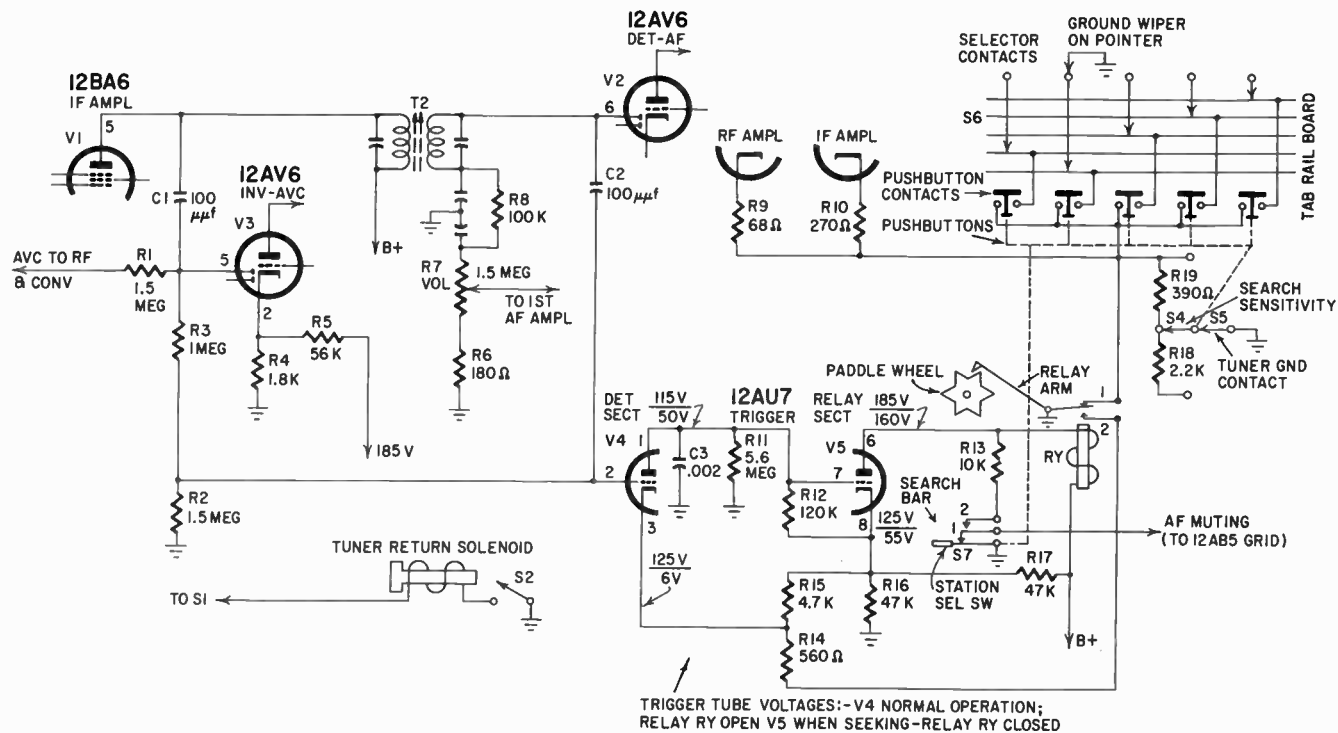 12AV6
DET-AF
V2
6
GROUND WIPER
ON POINTER
SELECTOR
CONTACTS
12BA6
IF AMPL
V1
5
T2
S6
TAB RAIL BOARD
12AV6
INV-AVC
V3
C1
100
μμf
C2
100μμf
R8
100K
B+
RF AMPL
IF AMPL
R9
68Ω
R10
270Ω
PUSHBUTTON
CONTACTS
PUSHBUTTONS
AVC TO RF
& CONV
R1
1.5
MEG
5
2
R7
VOL
1.5 MEG
TO 1ST
AF AMPL
R19
390Ω
SEARCH
SENSITIVITY
S4
S5
R3
1MEG
R5
56K
R4
1.8K
R6
180Ω
R18
2.2K
TUNER GND
CONTACT
PADDLE WHEEL
RELAY
ARM
1
2
185V
DET
SECT
115V
50V
12AU7
TRIGGER
RELAY
SECT
185V
160V
V4
1
2
3
C3
.002
R11
5.6
MEG
V5
6
7
8
R12
120K
R13
10K
RY
SEARCH
BAR
2
1
S7
AF MUTING
(TO 12AB5 GRID)
R2
1.5MEG
125V
55V
TUNER RETURN SOLENOID
S2
TO S1
125V
6V
R15
4.7K
R16
47K
STATION
SEL SW
R17
47K
R14
560Ω
B+
TRIGGER TUBE VOLTAGES:-V4 NORMAL OPERATION;
RELAY RY OPEN V5 WHEN SEEKING-RELAY RY CLOSED